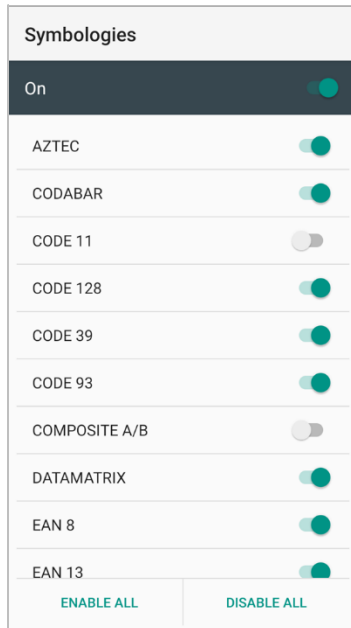 Symbologies
On
AZTEC
CODABAR
CODE 11
CODE 128
CODE 39
CODE 93
COMPOSITE A/B
DATAMATRIX
EAN 8
EAN 13
ENABLE ALL
DISABLE ALL